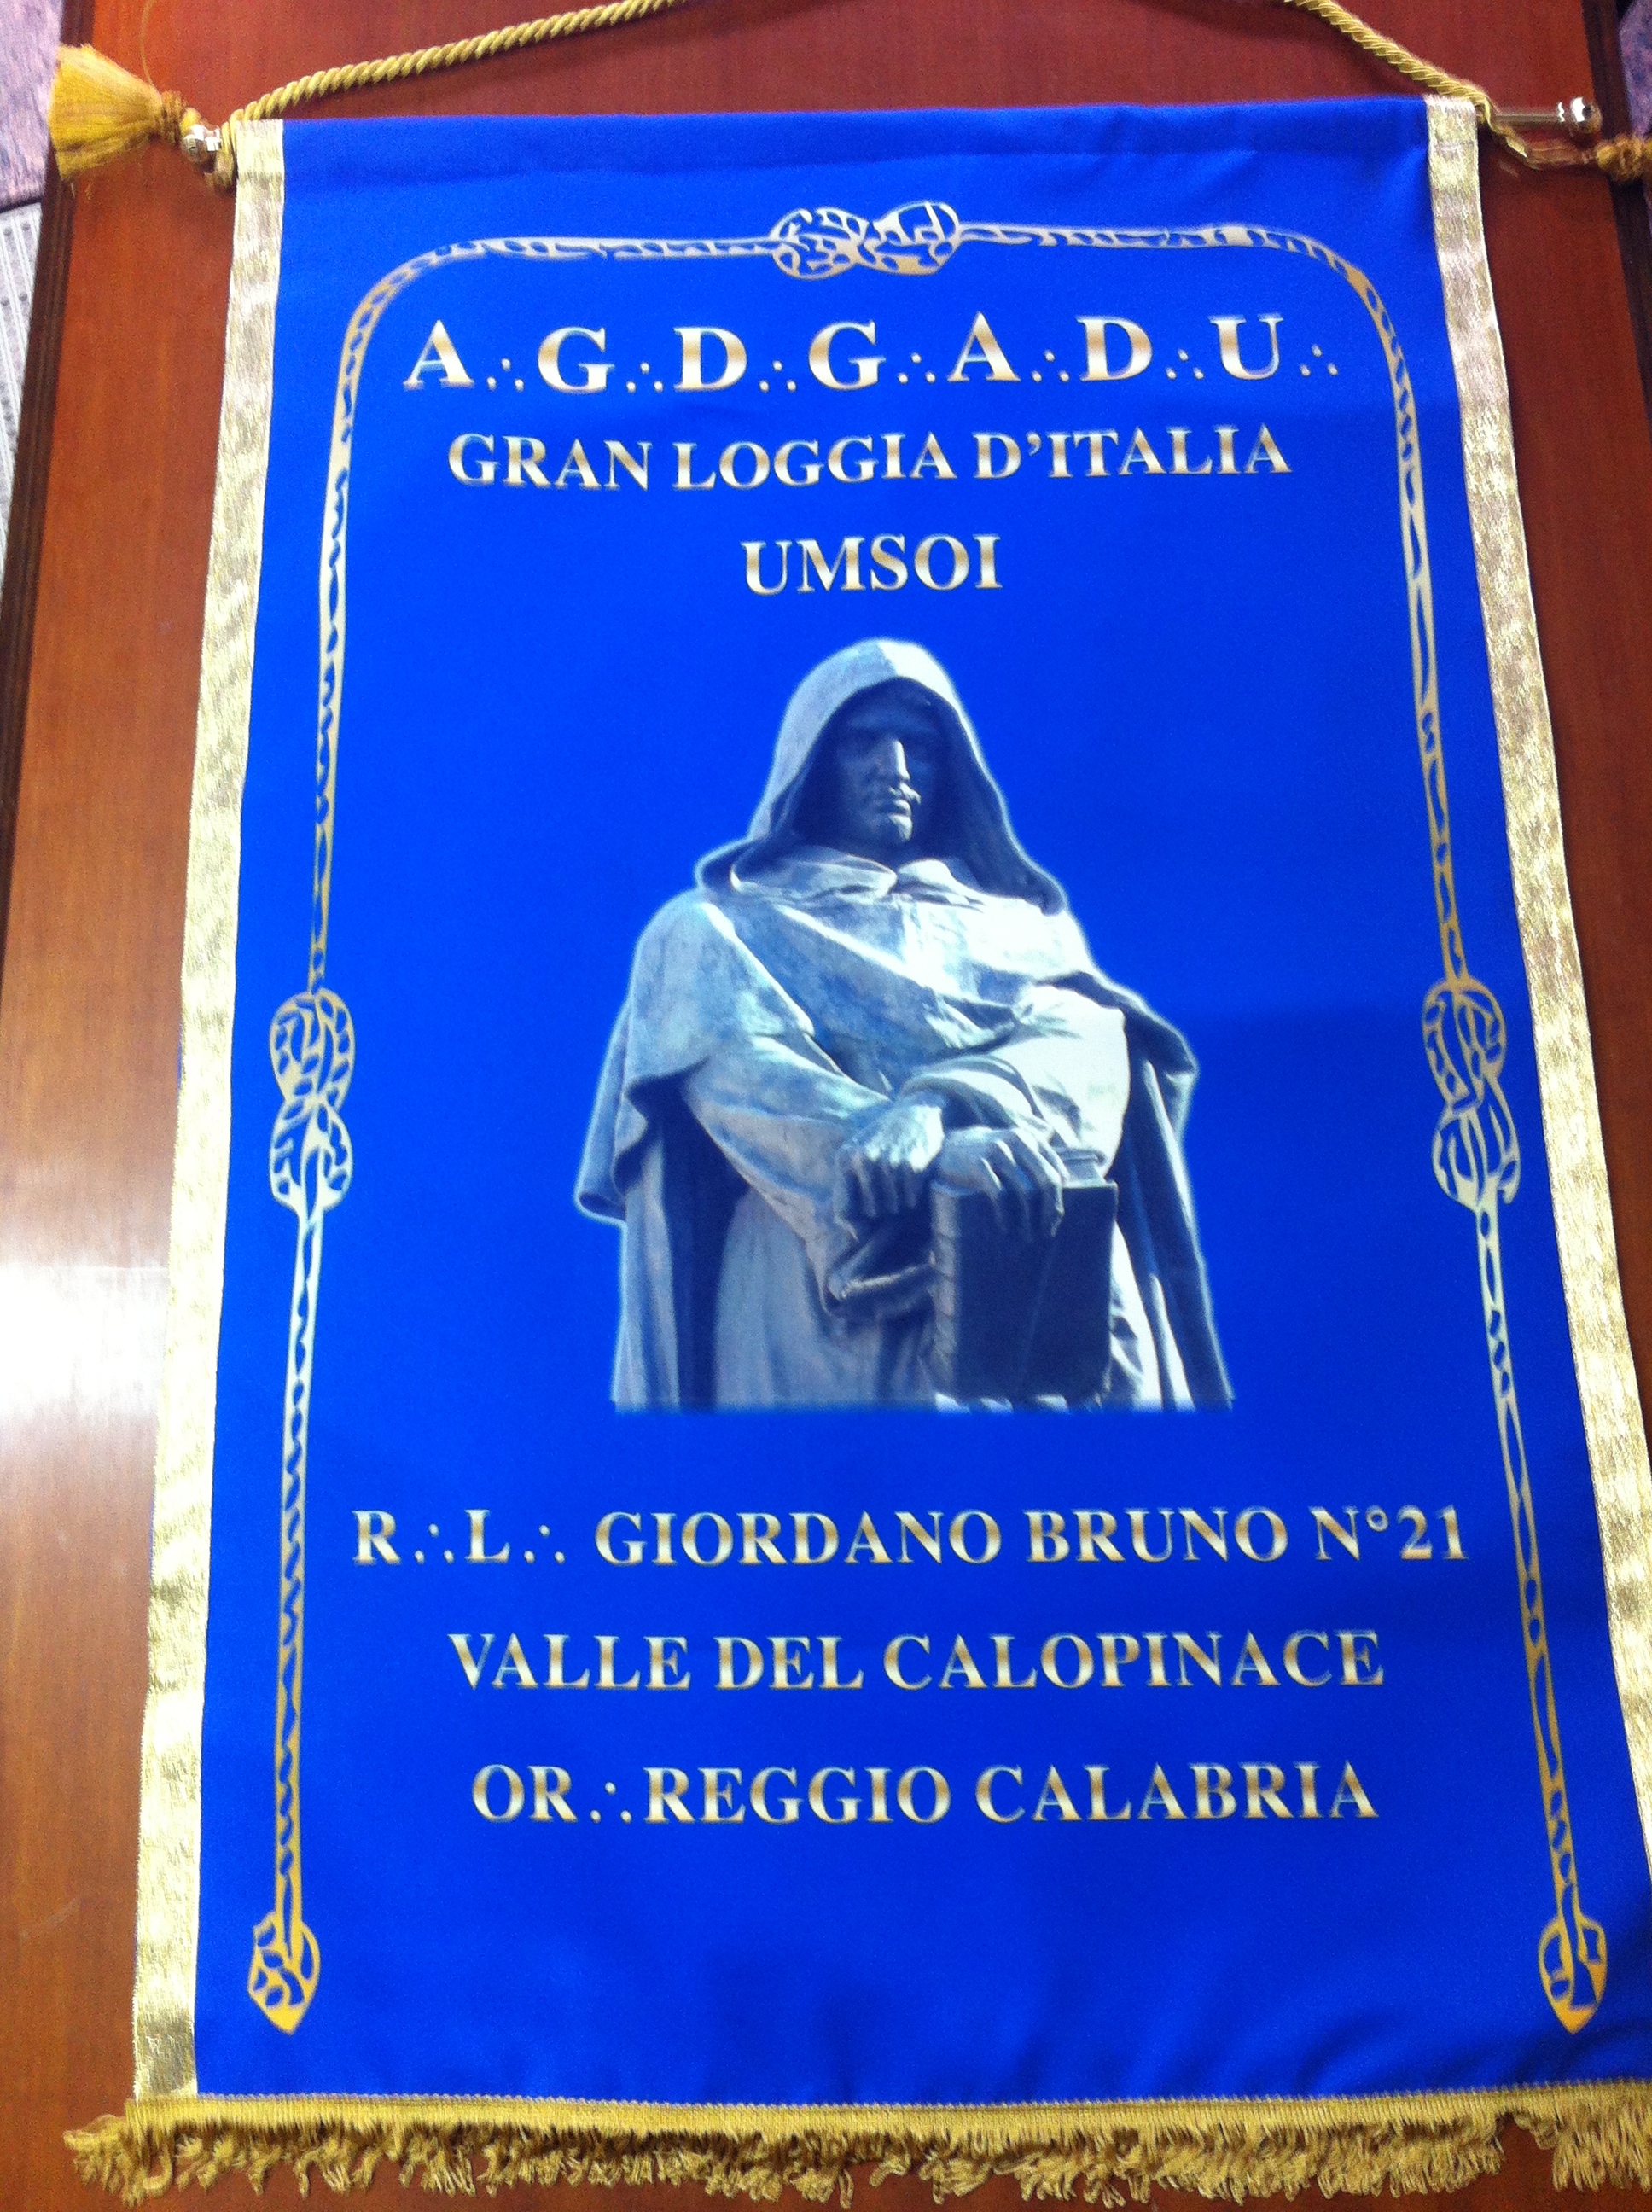 A∴G∴D∴G∴A∴D∴U∴
GRAN LOGGIA D'ITALIA
UMSOI
R∴L∴ GIORDANO BRUNO N°21
VALLE DEL CALOPINACE
OR∴REGGIO CALABRIA